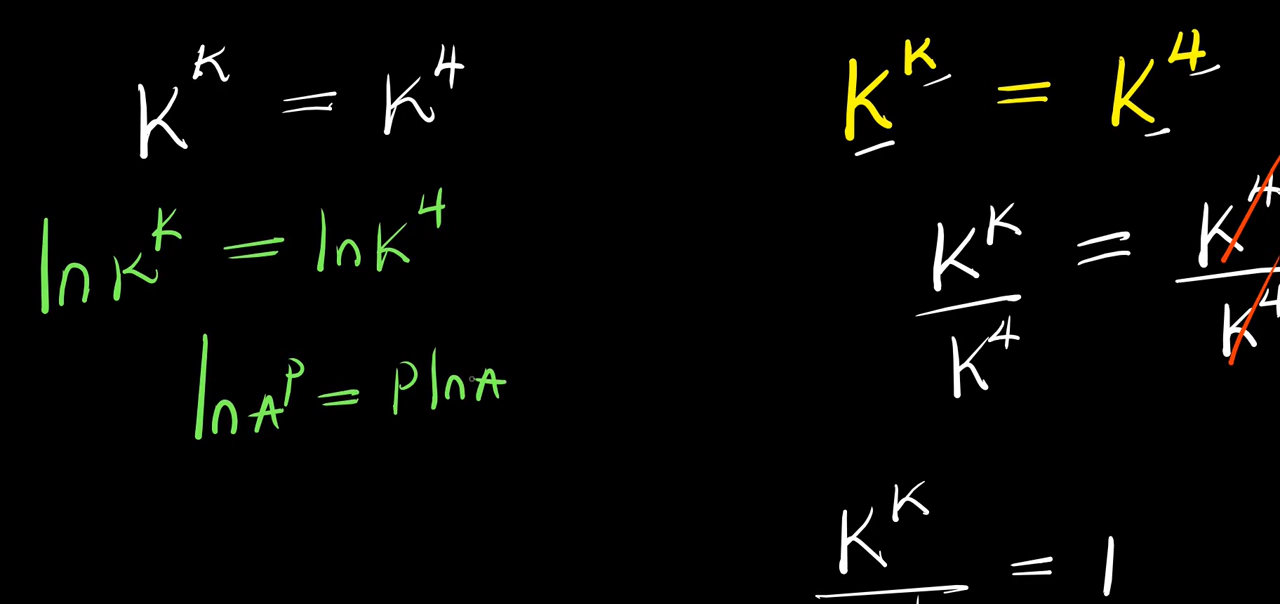 K^K = K^4
ln K^K = ln K^4
ln A^P = P ln A
K^K = K^4
K^K / K^4 = K^4 / K^4
K^K / = 1